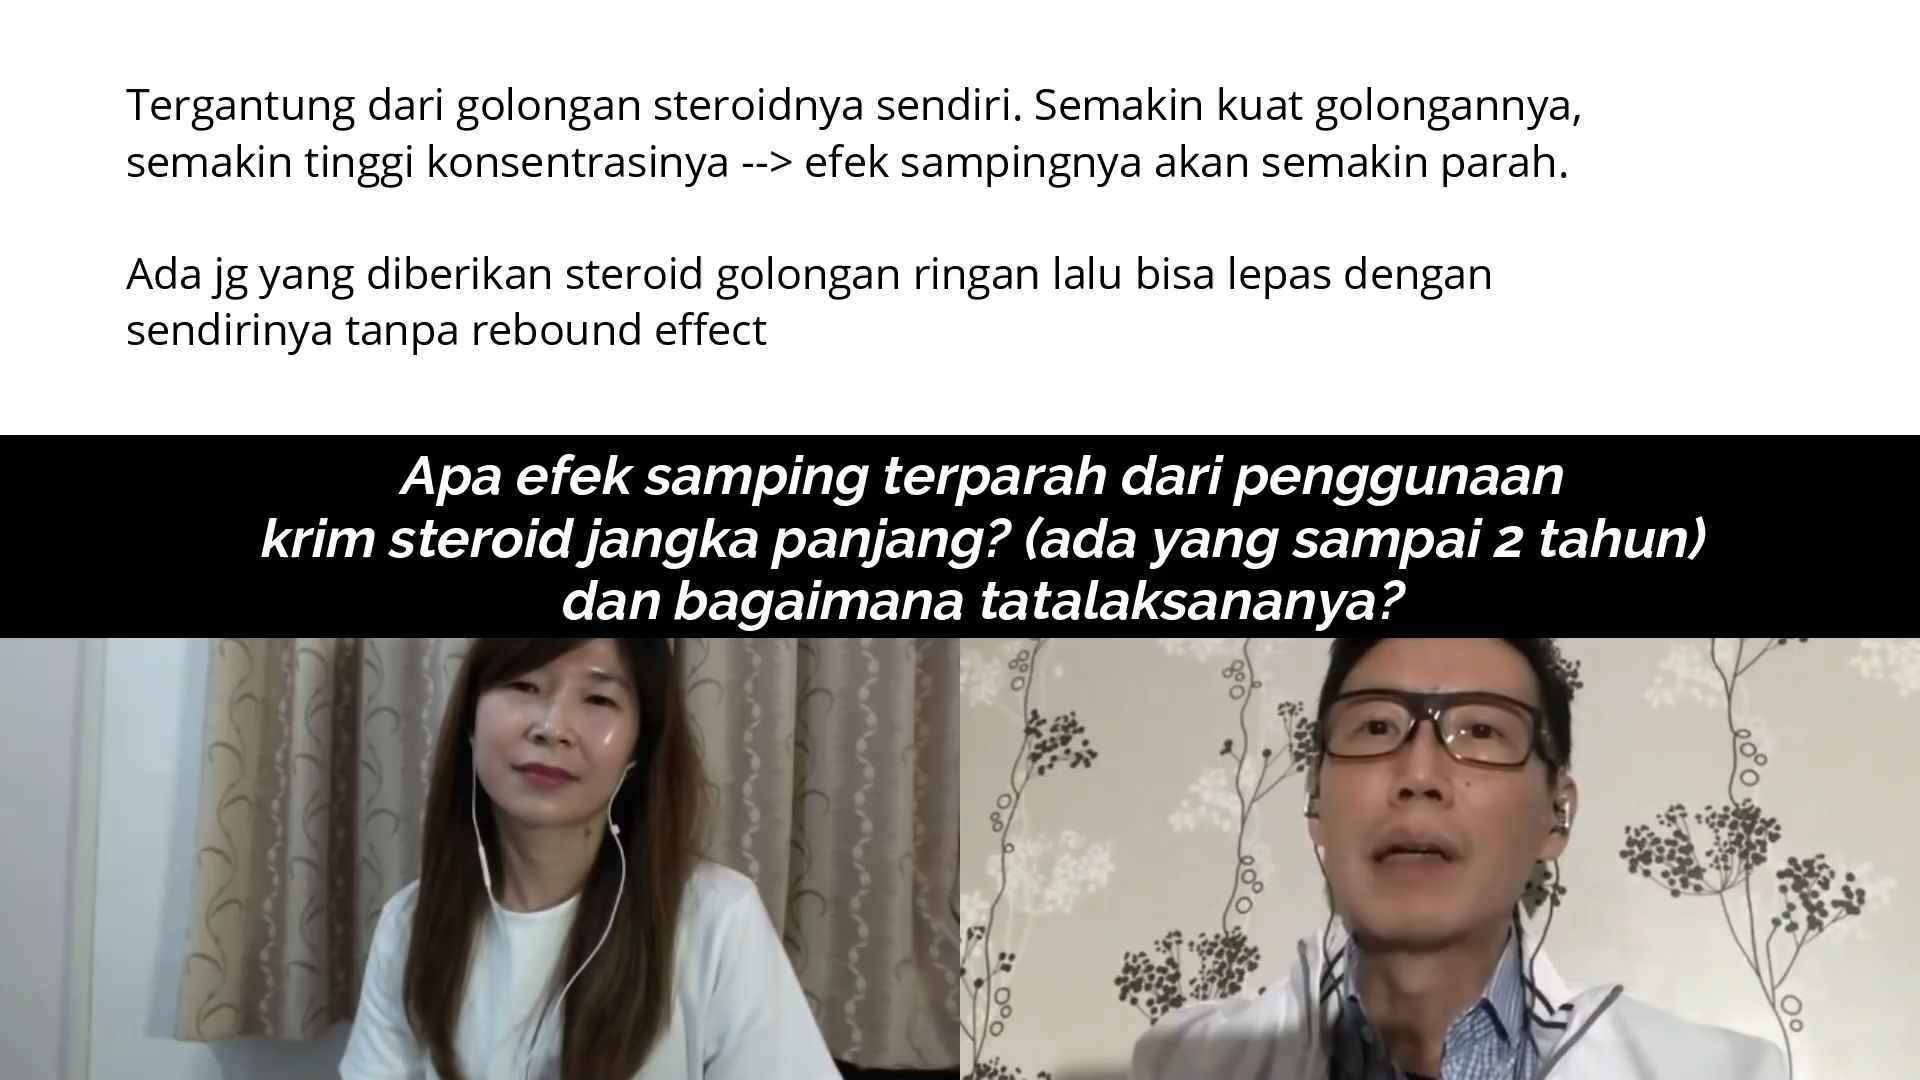 Tergantung dari golongan steroidnya sendiri. Semakin kuat golongannya,
semakin tinggi konsentrasinya --> efek sampingnya akan semakin parah.
Ada jg yang diberikan steroid golongan ringan lalu bisa lepas dengan
sendirinya tanpa rebound effect
Apa efek samping terparah dari penggunaan
krim steroid jangka panjang? (ada yang sampai 2 tahun)
dan bagaimana tatalaksananya?